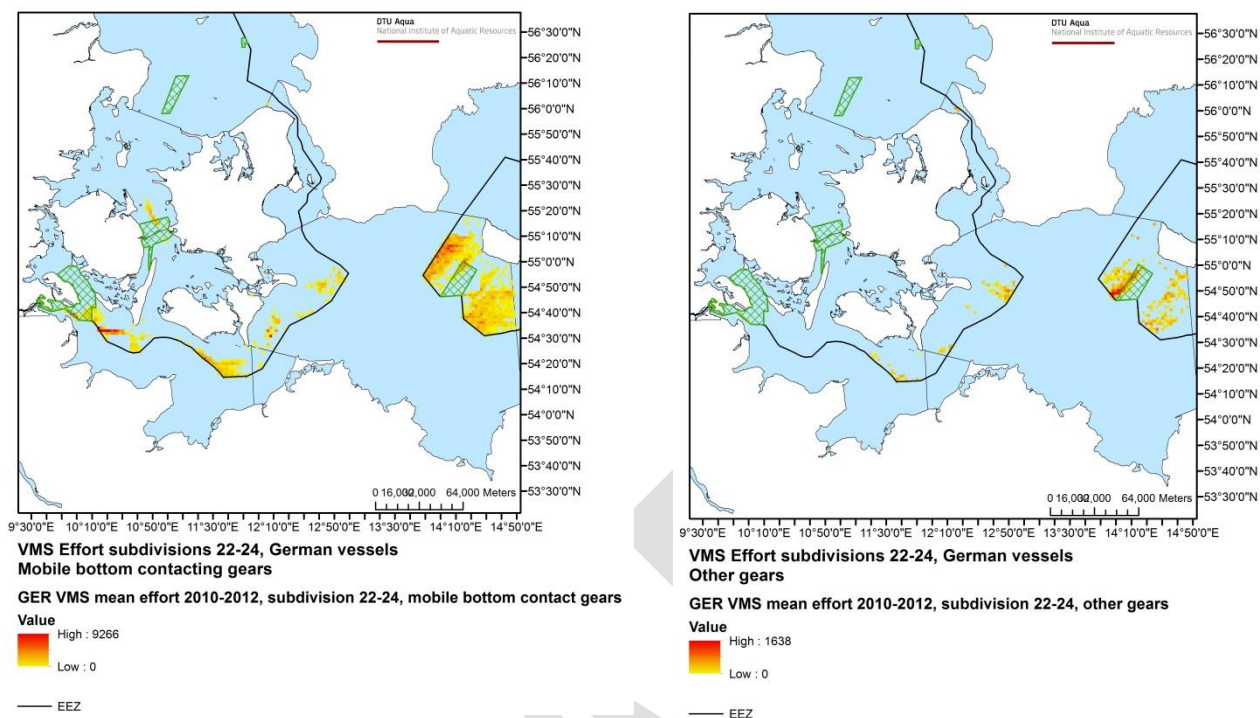 DTU Aqua
National Institute of Aquatic Resources
56°30'0"N
56°20'0"N
56°10'0"N
56°0'0"N
55°50'0"N
55°40'0"N
55°30'0"N
55°20'0"N
55°10'0"N
55°0'0"N
54°50'0"N
54°40'0"N
54°30'0"N
54°20'0"N
54°10'0"N
54°0'0"N
53°50'0"N
53°40'0"N
53°30'0"N
0 16,000 32,000 64,000 Meters
9°30'0"E 10°10'0"E 10°50'0"E 11°30'0"E 12°10'0"E 12°50'0"E 14°10'0"E 14°50'0"E
VMS Effort subdivisions 22-24, German vessels
Mobile bottom contacting gears
GER VMS mean effort 2010-2012, subdivision 22-24, mobile bottom contact gears
Value
High : 9266
Low : 0
EEZ
DTU Aqua
National Institute of Aquatic Resources
56°30'0"N
56°20'0"N
56°10'0"N
56°0'0"N
55°50'0"N
55°40'0"N
55°30'0"N
55°20'0"N
55°10'0"N
55°0'0"N
54°50'0"N
54°40'0"N
54°30'0"N
54°20'0"N
54°10'0"N
54°0'0"N
53°50'0"N
53°40'0"N
53°30'0"N
0 16,000 32,000 64,000 Meters
9°30'0"E 10°10'0"E 10°50'0"E 11°30'0"E 12°10'0"E 12°50'0"E 14°10'0"E 14°50'0"E
VMS Effort subdivisions 22-24, German vessels
Other gears
GER VMS mean effort 2010-2012, subdivision 22-24, other gears
Value
High : 1638
Low : 0
EEZ